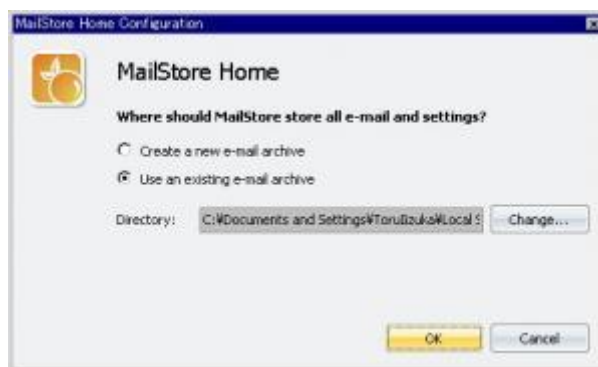 MailStore Home Configuration
MailStore Home
Where should MailStore store all e-mail and settings?
Create a new e-mail archive
Use an existing e-mail archive
Directory: C:¥Documents and Settings¥ToruIizuka¥Local S Change...
OK Cancel